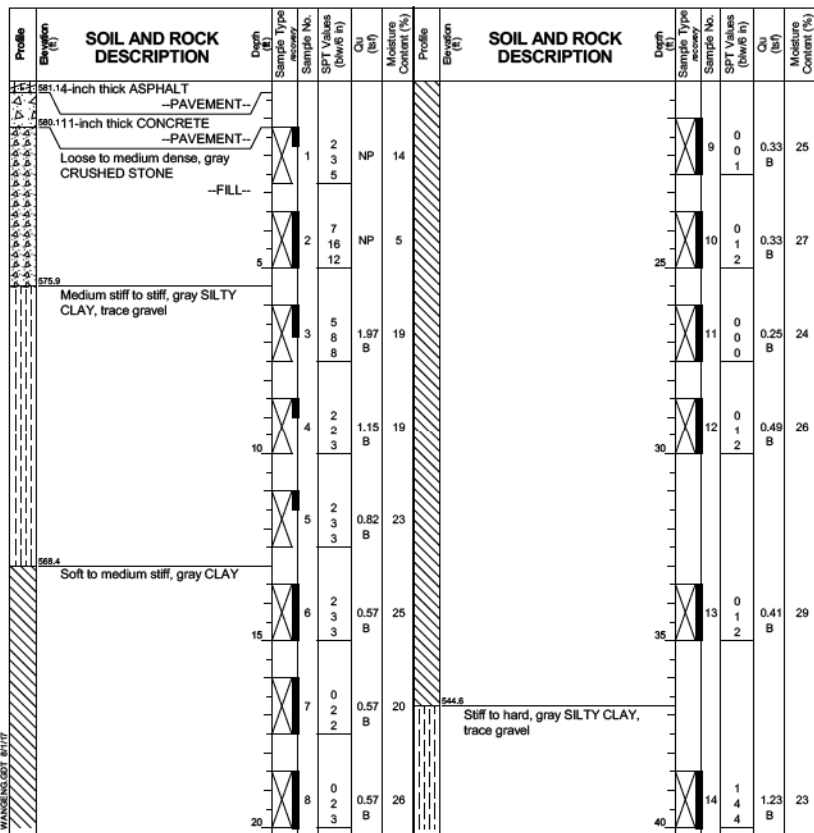 Profile
Elevation (ft)
SOIL AND ROCK DESCRIPTION
Depth (ft)
Sample Type
recovery
Sample No.
SPT Values (blw/6 in)
Qu (tsf)
Moisture Content (%)
Profile
Elevation (ft)
SOIL AND ROCK DESCRIPTION
Depth (ft)
Sample Type
recovery
Sample No.
SPT Values (blw/6 in)
Qu (tsf)
Moisture Content (%)
581.1 4-inch thick ASPHALT
--PAVEMENT--
580.1 11-inch thick CONCRETE
--PAVEMENT--
Loose to medium dense, gray
CRUSHED STONE
--FILL--
1
2
3
5
NP
14
2
7
16
12
NP
5
5
575.9
Medium stiff to stiff, gray SILTY
CLAY, trace gravel
3
5
8
8
1.97
B
19
4
2
2
3
1.15
B
19
10
5
2
3
3
0.82
B
23
568.4
Soft to medium stiff, gray CLAY
6
2
3
3
0.57
B
25
15
7
0
2
2
0.57
B
20
8
0
2
3
0.57
B
26
20
WANGENG.GDT 8/1/17
9
0
0
1
0.33
B
25
10
0
1
2
0.33
B
27
25
11
0
0
0
0.25
B
24
12
0
1
2
0.49
B
26
30
13
0
1
2
0.41
B
29
35
544.6
Stiff to hard, gray SILTY CLAY,
trace gravel
14
1
4
4
1.23
B
23
40